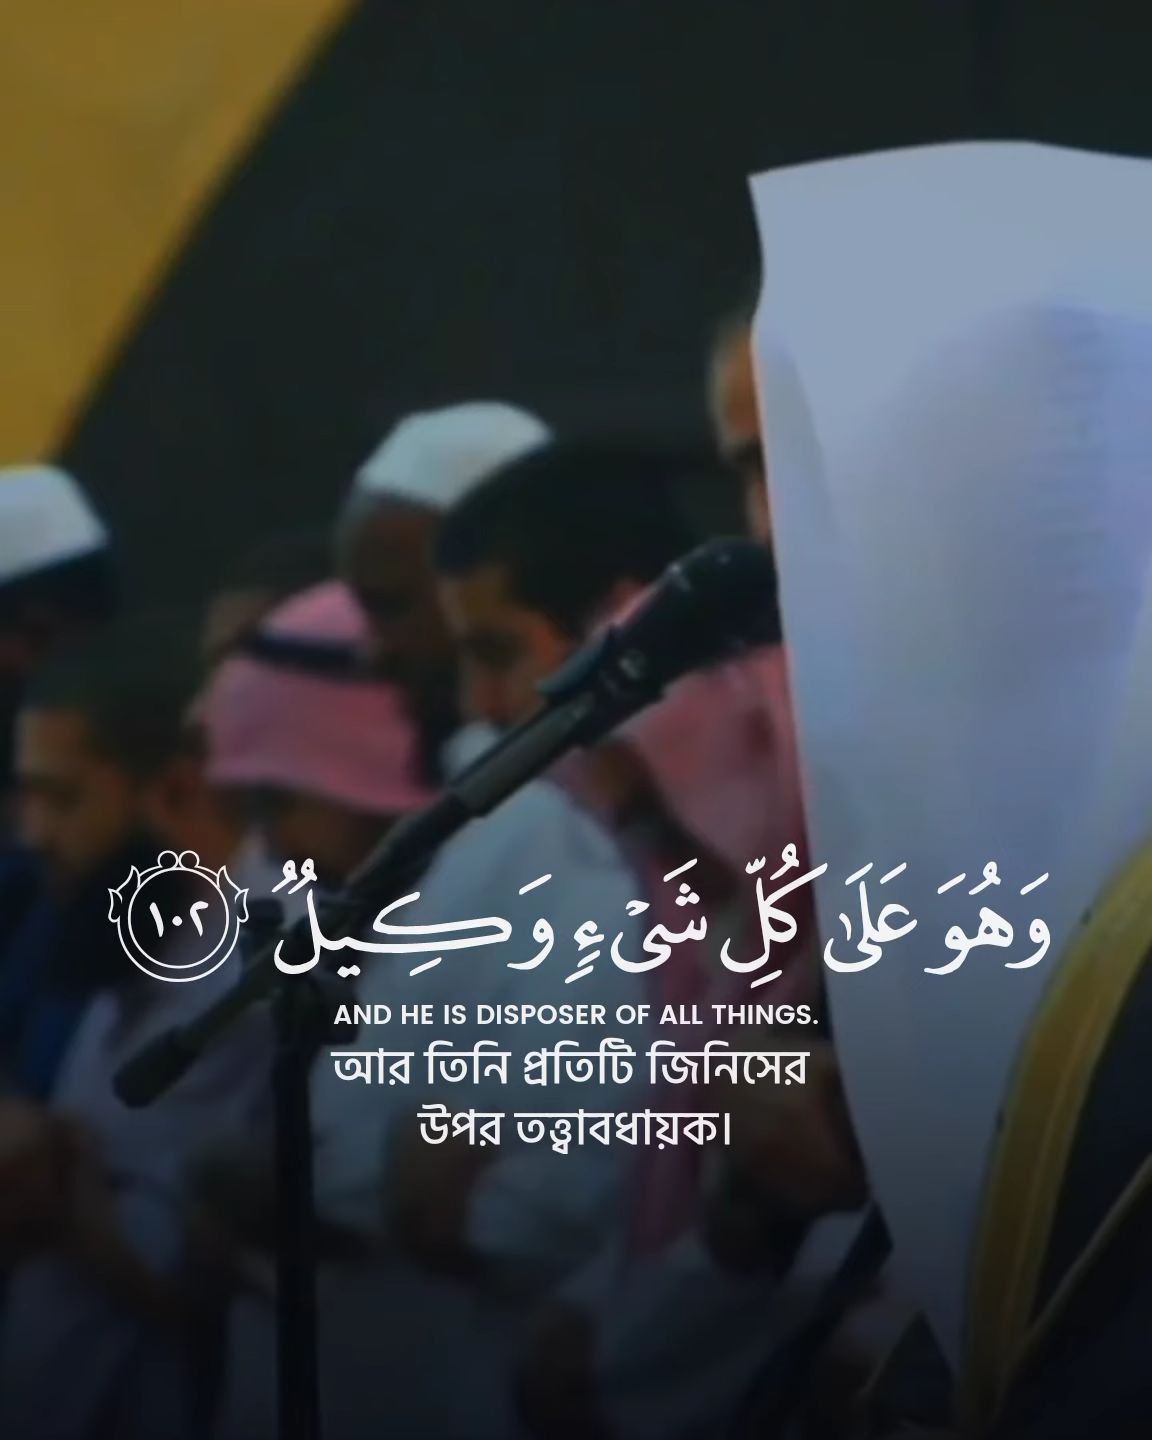 وَهُوَ عَلَىٰ كُلِّ شَىۡءٍ وَكِيلٌ ١٠٢
AND HE IS DISPOSER OF ALL THINGS.
আর তিনি প্রতিটি জিনিসের
উপর তত্ত্বাবধায়ক।